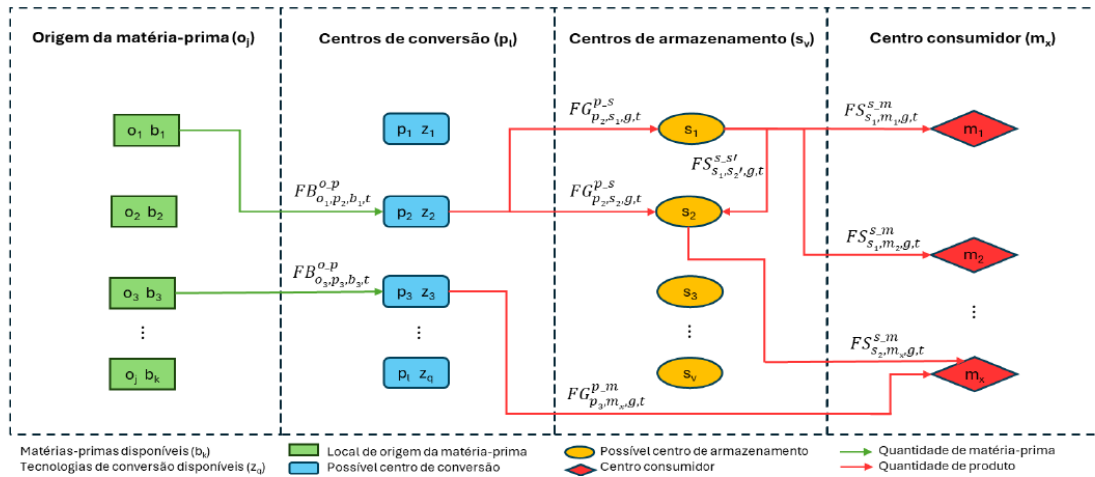 Origem da matéria-prima (oⱼ)
Centros de conversão (pₗ)
Centros de armazenamento (sᵥ)
Centro consumidor (mₓ)
o₁ b₁
p₁ z₁
FG^{p_s}_{p₂,s₁,g,t}
s₁
FS^{s_m}_{s₁,m₁,g,t}
m₁
FS^{s_s′}_{s₁,s₂′,g,t}
FB^{o_p}_{o₁,p₂,b₁,t}
FG^{p_s}_{p₂,s₂,g,t}
o₂ b₂
p₂ z₂
s₂
FS^{s_m}_{s₁,m₂,g,t}
m₂
FB^{o_p}_{o₃,p₃,b₃,t}
o₃ b₃
p₃ z₃
s₃
⋮
⋮
⋮
⋮
FS^{s_m}_{s₂,mₓ,g,t}
oⱼ bₖ
pₗ z_q
sᵥ
mₓ
FG^{p_m}_{p₃,mₓ,g,t}
Matérias-primas disponíveis (bₖ)
Local de origem da matéria-prima
Possível centro de armazenamento
Quantidade de matéria-prima
Tecnologias de conversão disponíveis (z_q)
Possível centro de conversão
Centro consumidor
Quantidade de produto